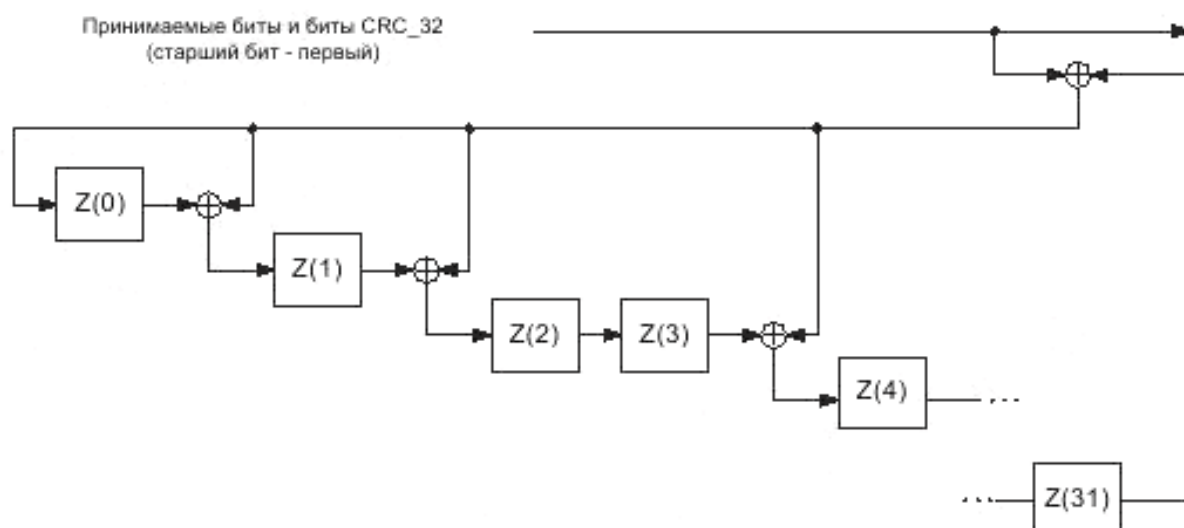 Принимаемые биты и биты CRC_32
(старший бит - первый)
Z(0)
Z(1)
Z(2) Z(3)
Z(4)
Z(31)